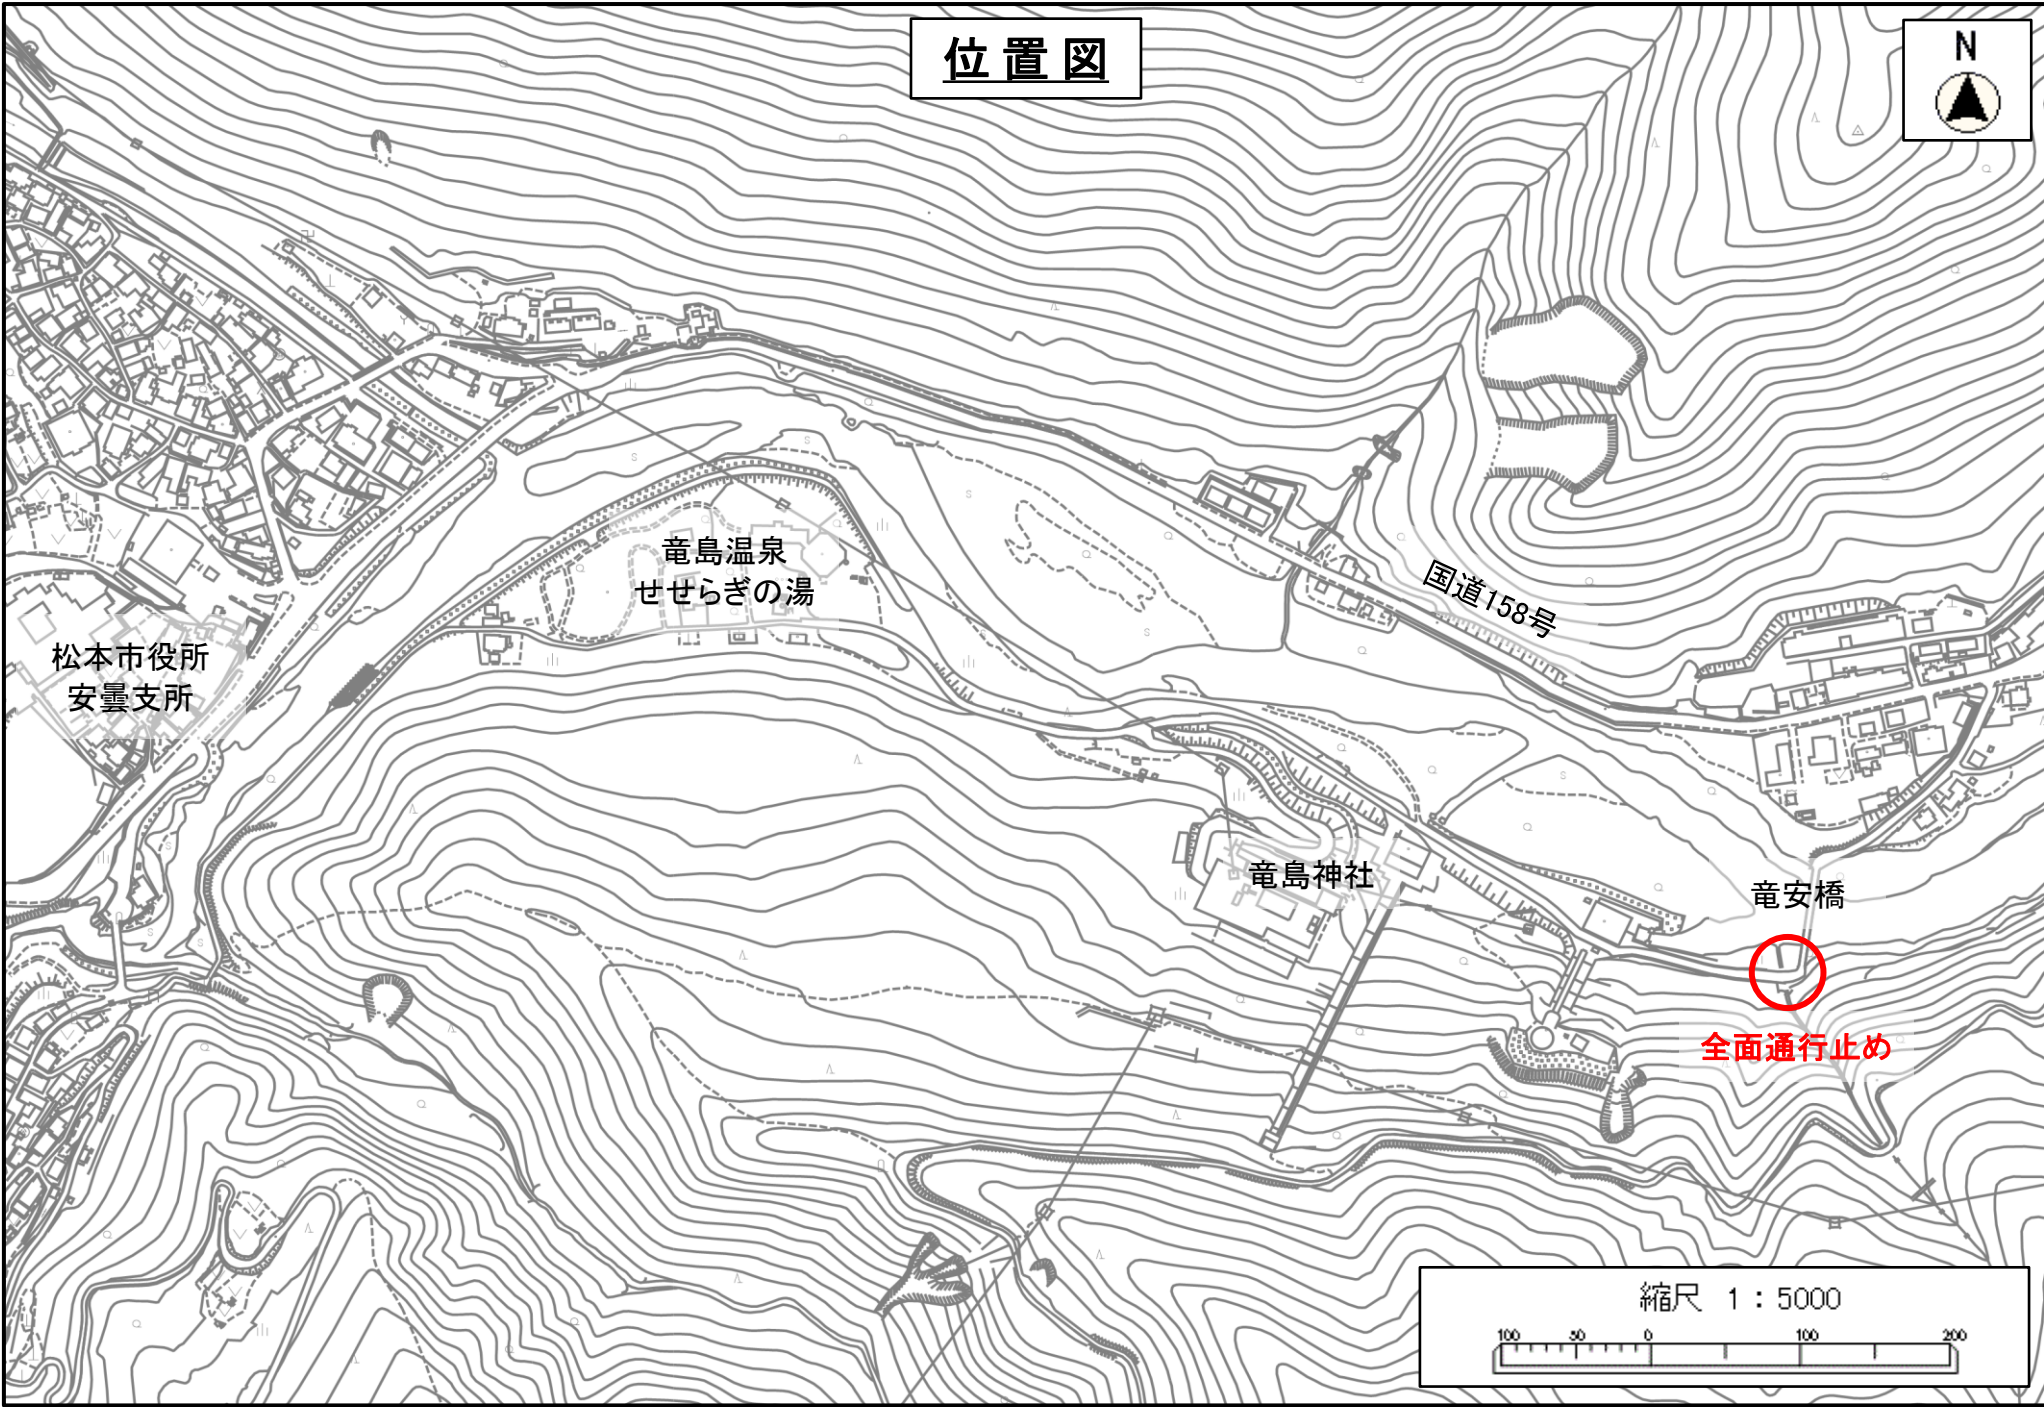 位置図
N
竜島温泉
せせらぎの湯
国道158号
松本市役所
安曇支所
竜島神社
竜安橋
全面通行止め
縮尺 1:5000
100 50 0 100 200